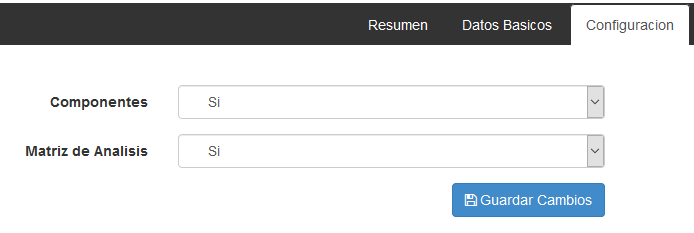 Resumen Datos Basicos Configuracion
Componentes Si
Matriz de Analisis Si
Guardar Cambios